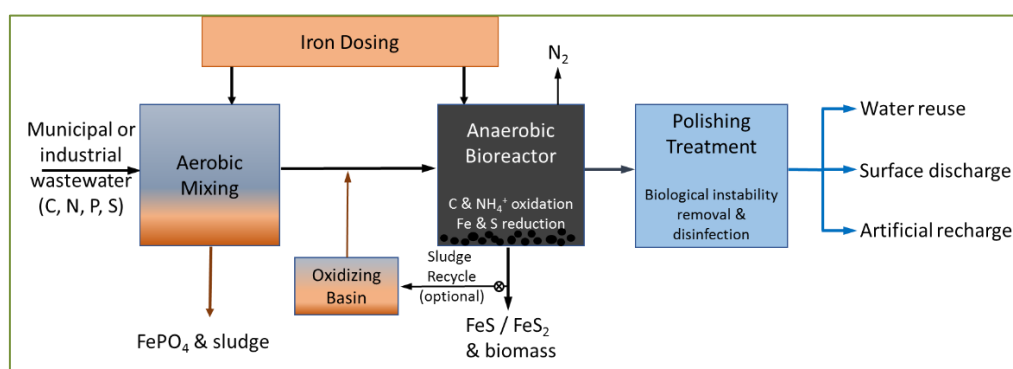 Iron Dosing
N₂
Municipal or
industrial
wastewater
(C, N, P, S)
Aerobic
Mixing
Anaerobic
Bioreactor
C & NH₄⁺ oxidation
Fe & S reduction
Polishing
Treatment
Biological instability
removal &
disinfection
Water reuse
Surface discharge
Artificial recharge
Oxidizing
Basin
Sludge
Recycle
(optional)
FePO₄ & sludge
FeS / FeS₂
& biomass